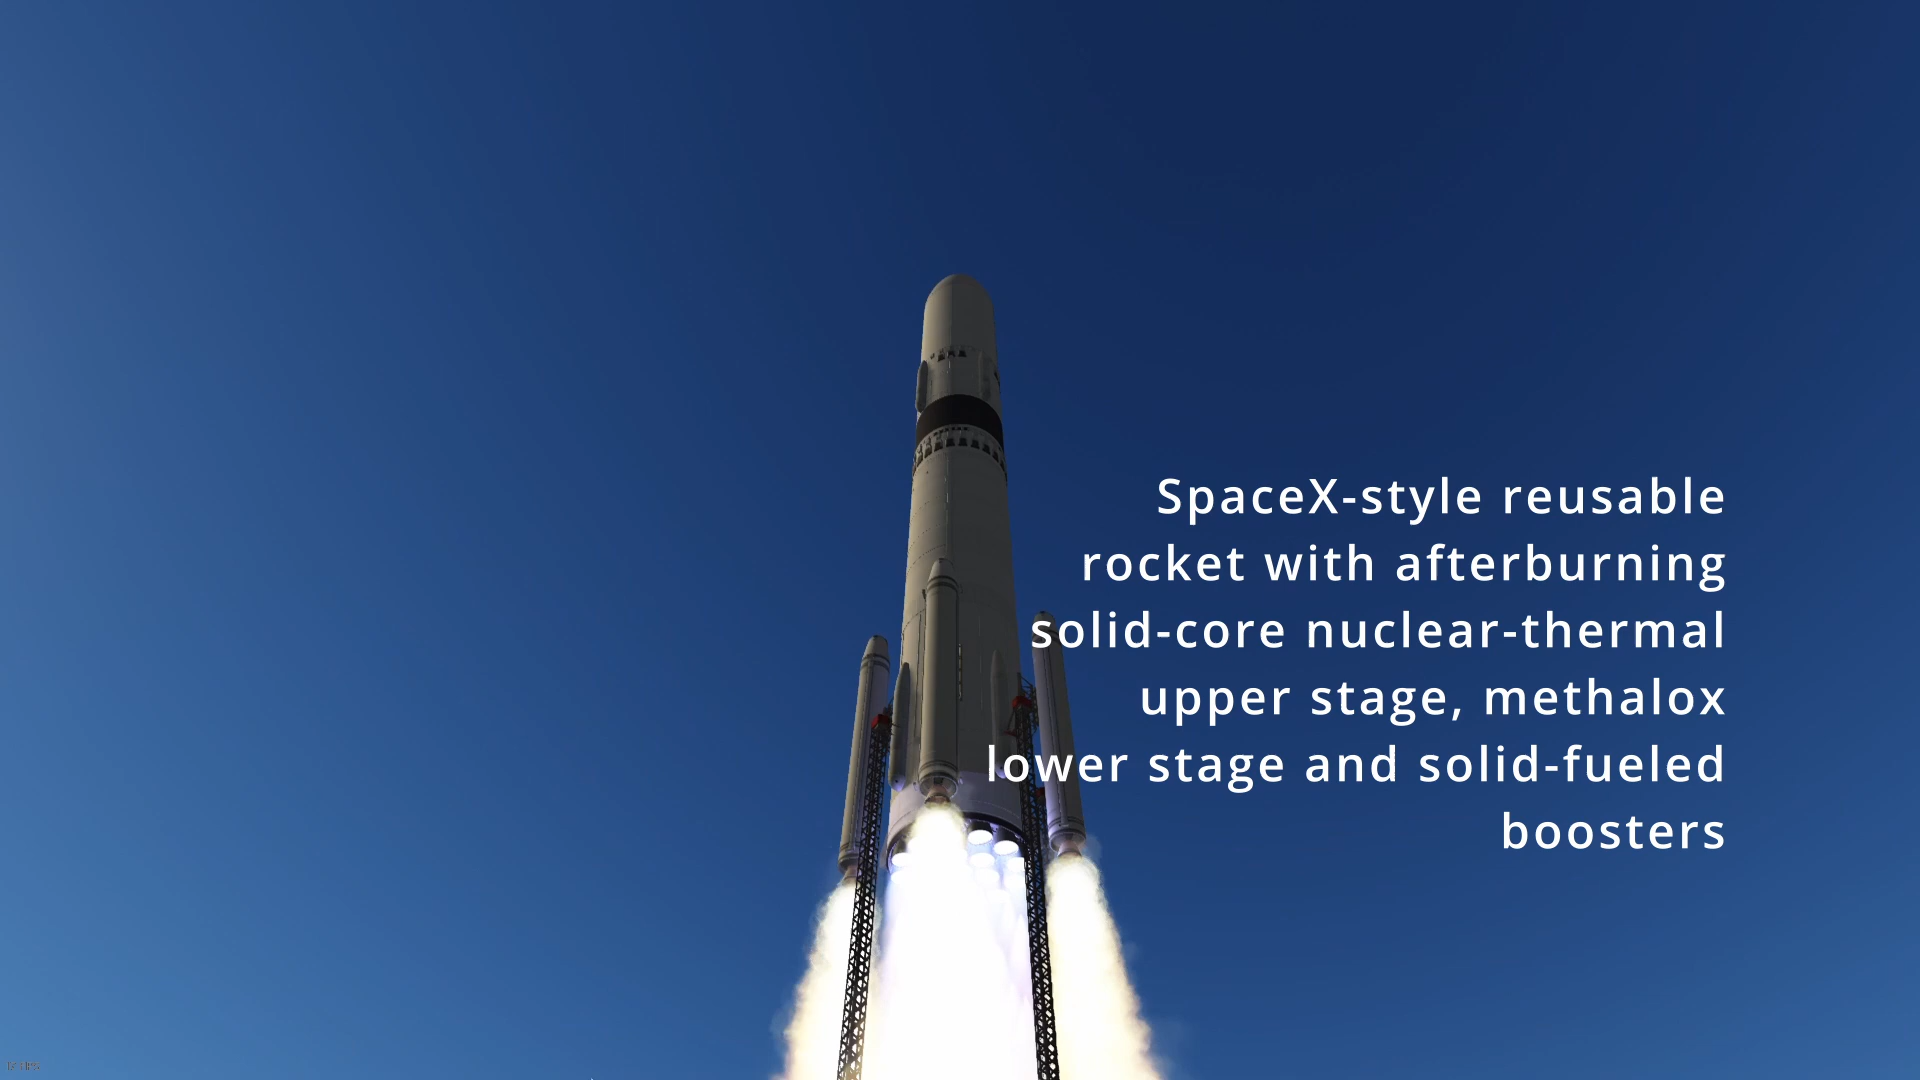 SpaceX-style reusable
rocket with afterburning
solid-core nuclear-thermal
upper stage, methalox
lower stage and solid-fueled
boosters